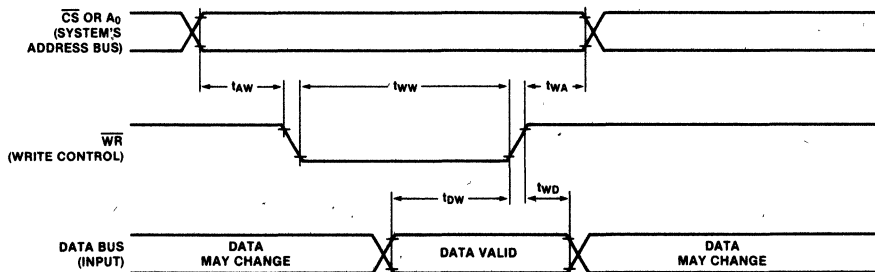 CS OR A₀
(SYSTEM'S
ADDRESS BUS)
tAW
tWW
tWA
WR
(WRITE CONTROL)
tDW
tWD
DATA BUS
(INPUT)
DATA
MAY CHANGE
DATA VALID
DATA
MAY CHANGE